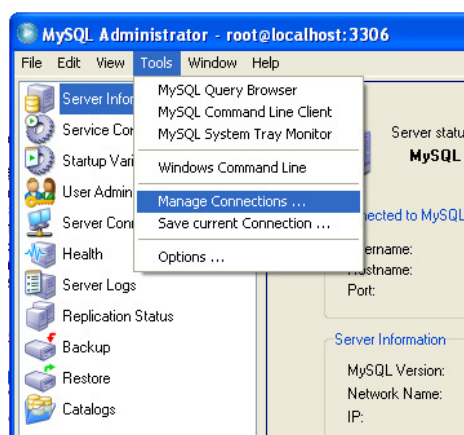 MySQL Administrator - root@localhost:3306
File Edit View Tools Window Help
MySQL Query Browser
MySQL Command Line Client
MySQL System Tray Monitor
Windows Command Line
Manage Connections ...
Save current Connection ...
Options ...
Server Infor
Service Con
Startup Vari
User Admin
Server Conn
Health
Server Logs
Replication Status
Backup
Restore
Catalogs
Server statu
MySQL
nected to MySQL
ername:
ostname:
Port:
Server Information
MySQL Version:
Network Name:
IP: